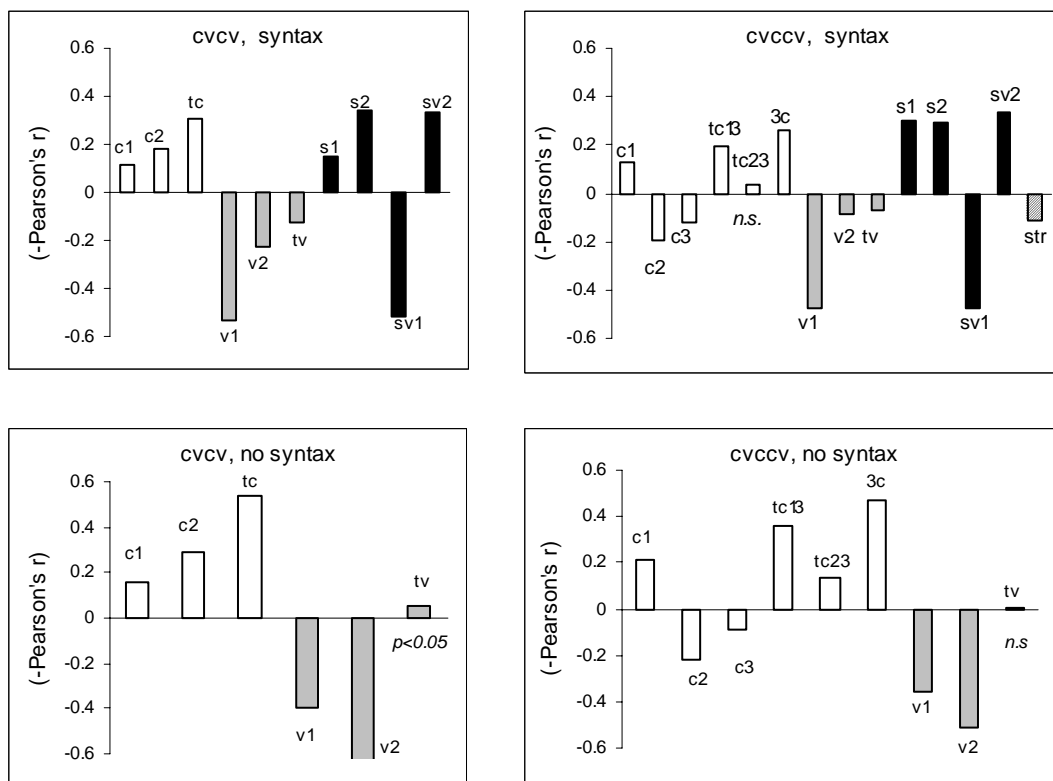 cvcv, syntax
(-Pearson's r)
0.6
0.4
0.2
0
-0.2
-0.4
-0.6
c1
c2
tc
v1
v2
tv
s1
s2
sv1
sv2
cvccv, syntax
(-Pearson's r)
0.6
0.4
0.2
0
-0.2
-0.4
-0.6
c1
c2
c3
tc13
tc23
n.s.
3c
v1
v2
tv
s1
s2
sv1
sv2
str
cvcv, no syntax
(-Pearson's r)
0.6
0.4
0.2
0
-0.2
-0.4
-0.6
c1
c2
tc
v1
v2
tv
p<0.05
cvccv, no syntax
(-Pearson's r)
0.6
0.4
0.2
0
-0.2
-0.4
-0.6
c1
c2
c3
tc13
tc23
3c
v1
v2
tv
n.s